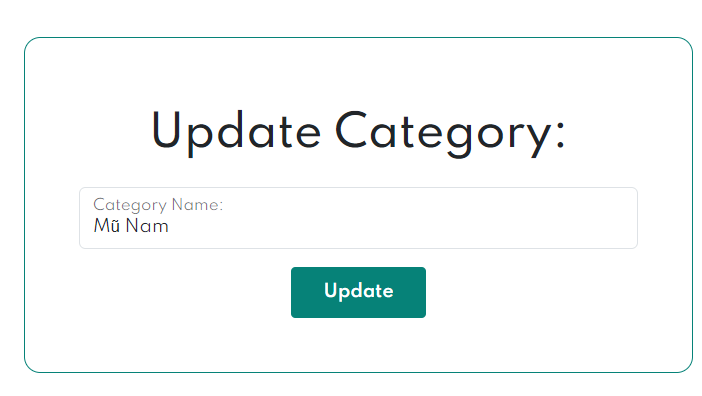 Update Category:
Category Name:
Mũ Nam
Update